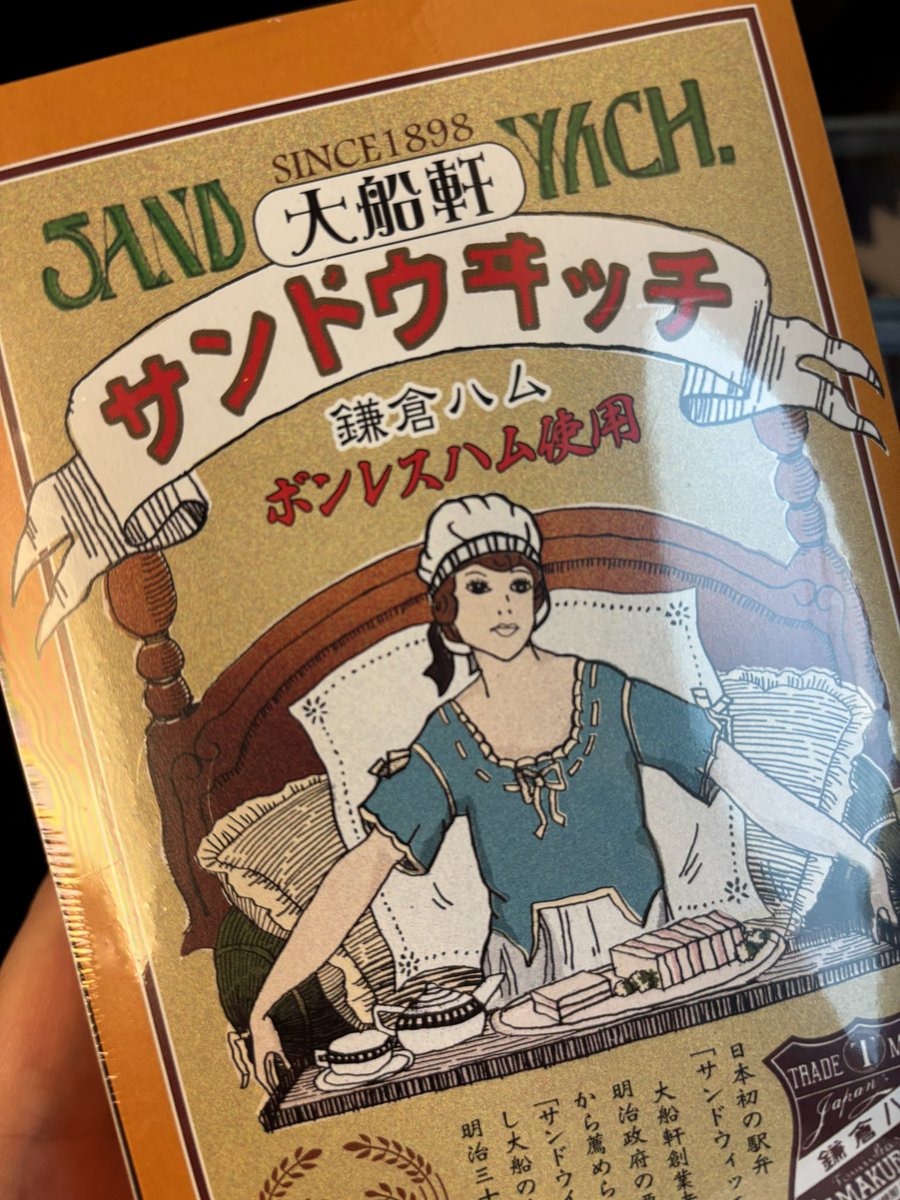 SINCE1898
SAND WICH.
大船軒
サンドウヰッチ
鎌倉ハム
ボンレスハム使用
日本初の駅弁
「サンドウィッ
大船軒創業者
明治政府の要
から薦めら
「サンドウィ
し大船の
明治三十
TRADE M
Japan
鎌倉ハ